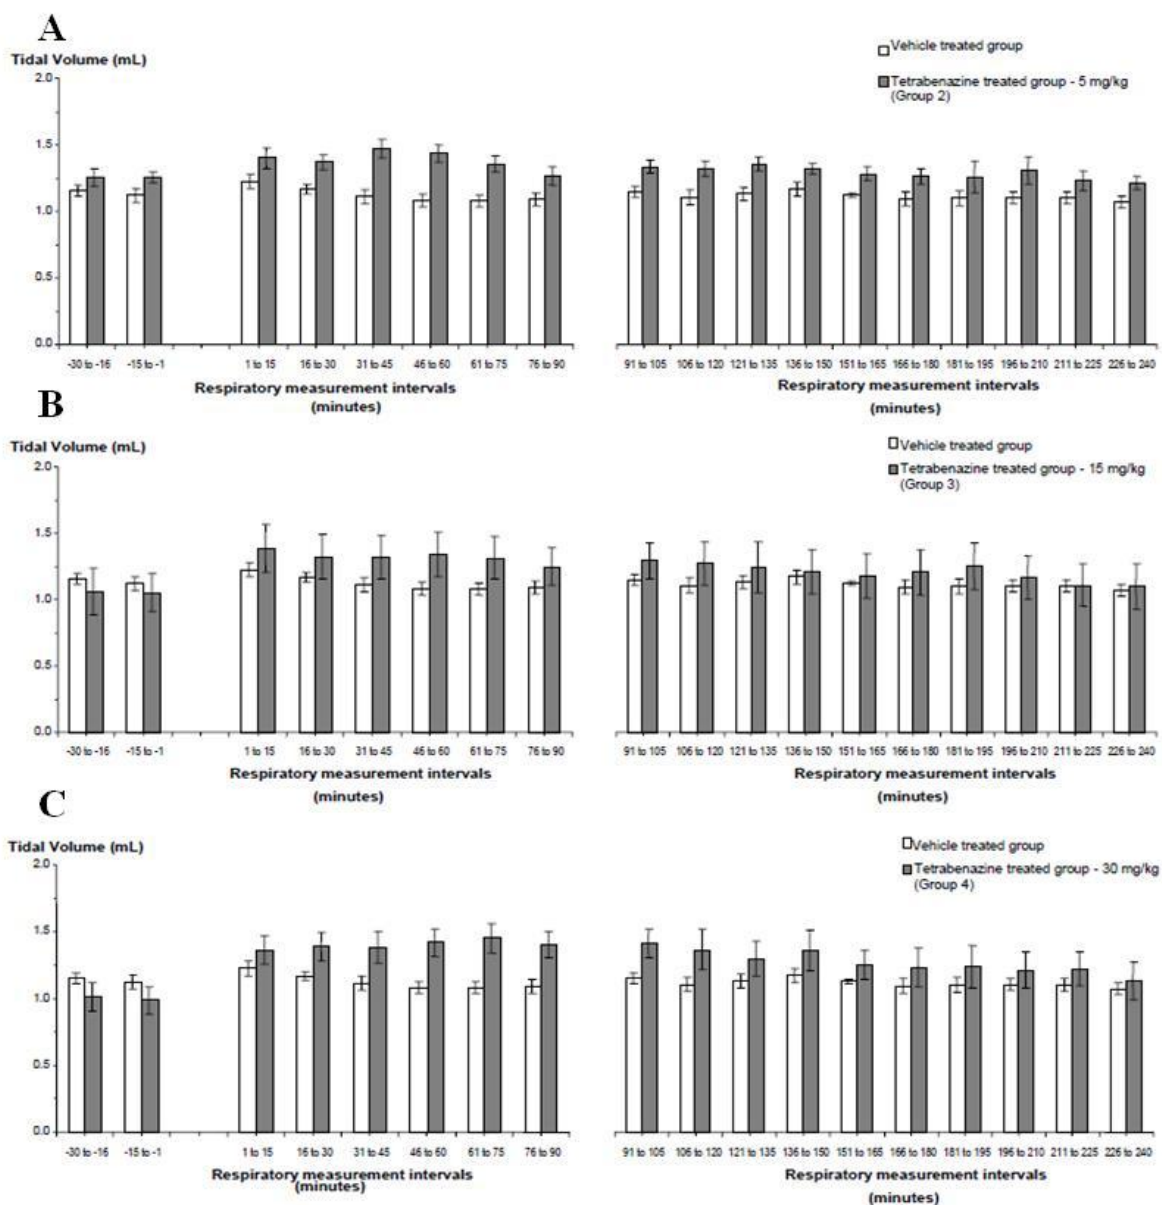 A
Tidal Volume (mL)
Vehicle treated group
Tetrabenazine treated group - 5 mg/kg
(Group 2)
2.0
1.5
1.0
0.5
0.0
-30 to -16 -15 to -1 1 to 15 16 to 30 31 to 45 46 to 60 61 to 75 76 to 90 91 to 105 106 to 120 121 to 135 136 to 150 151 to 165 166 to 180 181 to 195 196 to 210 211 to 225 226 to 240
Respiratory measurement intervals Respiratory measurement intervals
(minutes) (minutes)
B
Tidal Volume (mL)
Vehicle treated group
Tetrabenazine treated group - 15 mg/kg
(Group 3)
2.0
1.5
1.0
0.5
0.0
-30 to -16 -15 to -1 1 to 15 16 to 30 31 to 45 46 to 60 61 to 75 76 to 90 91 to 105 106 to 120 121 to 135 136 to 150 151 to 165 166 to 180 181 to 195 196 to 210 211 to 225 226 to 240
Respiratory measurement intervals Respiratory measurement intervals
(minutes) (minutes)
C
Tidal Volume (mL)
Vehicle treated group
Tetrabenazine treated group - 30 mg/kg
(Group 4)
2.0
1.5
1.0
0.5
0.0
-30 to -16 -15 to -1 1 to 15 16 to 30 31 to 45 46 to 60 61 to 75 76 to 90 91 to 105 106 to 120 121 to 135 136 to 150 151 to 165 166 to 180 181 to 195 196 to 210 211 to 225 226 to 240
Respiratory measurement intervals Respiratory measurement intervals
(minutes) (minutes)